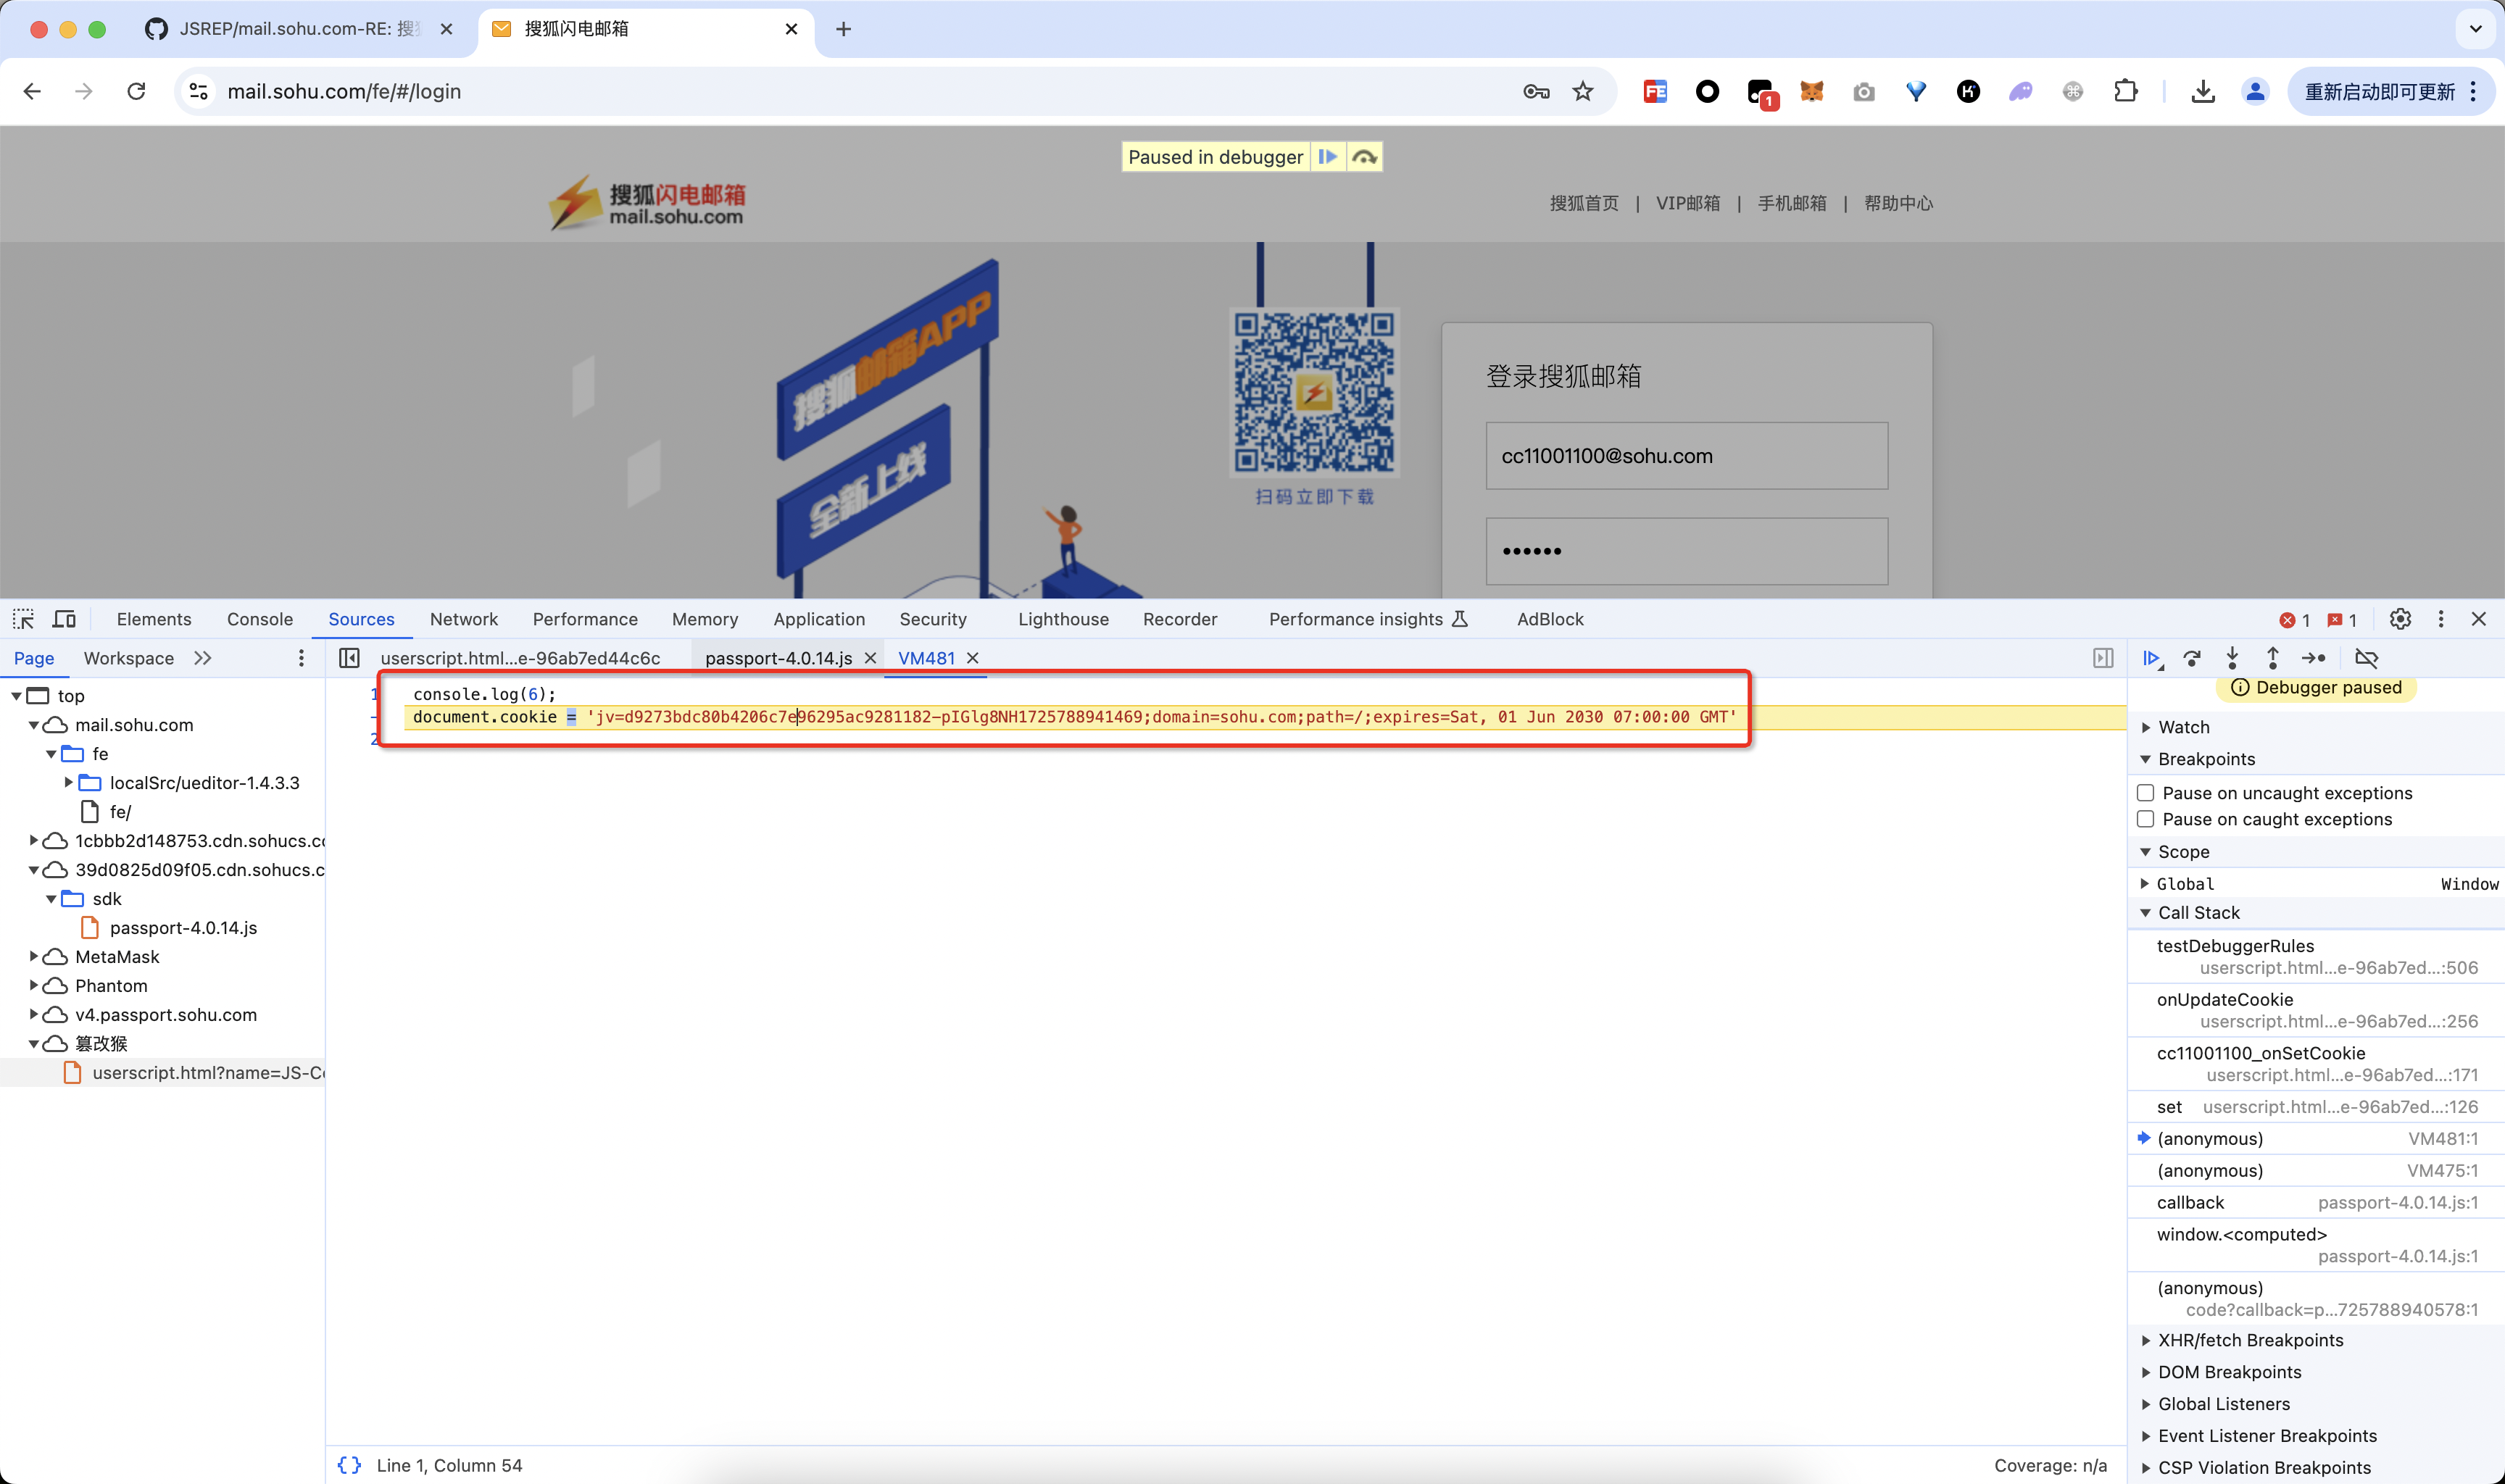 JSREP/mail.sohu.com-RE: 搜
搜狐闪电邮箱
mail.sohu.com/fe/#/login
FE
1
重新启动即可更新
Paused in debugger
搜狐闪电邮箱
mail.sohu.com
搜狐首页 | VIP邮箱 | 手机邮箱 | 帮助中心
搜狐邮箱APP
全新上线
扫码立即下载
登录搜狐邮箱
cc11001100@sohu.com
••••••
Elements Console Sources Network Performance Memory Application Security Lighthouse Recorder Performance insights AdBlock 1 1
Page Workspace
userscript.html...e-96ab7ed44c6c passport-4.0.14.js VM481
top
mail.sohu.com
fe
localSrc/ueditor-1.4.3.3
fe/
1cbbb2d148753.cdn.sohucs.co
39d0825d09f05.cdn.sohucs.c
sdk
passport-4.0.14.js
MetaMask
Phantom
v4.passport.sohu.com
篡改猴
userscript.html?name=JS-Co
1 console.log(6);
- document.cookie = 'jv=d9273bdc80b4206c7e96295ac9281182-pIGlg8NH1725788941469;domain=sohu.com;path=/;expires=Sat, 01 Jun 2030 07:00:00 GMT'
2
{} Line 1, Column 54
Coverage: n/a
Debugger paused
Watch
Breakpoints
Pause on uncaught exceptions
Pause on caught exceptions
Scope
Global Window
Call Stack
testDebuggerRules
userscript.html...e-96ab7ed...:506
onUpdateCookie
userscript.html...e-96ab7ed...:256
cc11001100_onSetCookie
userscript.html...e-96ab7ed...:171
set userscript.html...e-96ab7ed...:126
(anonymous) VM481:1
(anonymous) VM475:1
callback passport-4.0.14.js:1
window.<computed>
passport-4.0.14.js:1
(anonymous)
code?callback=p...725788940578:1
XHR/fetch Breakpoints
DOM Breakpoints
Global Listeners
Event Listener Breakpoints
CSP Violation Breakpoints